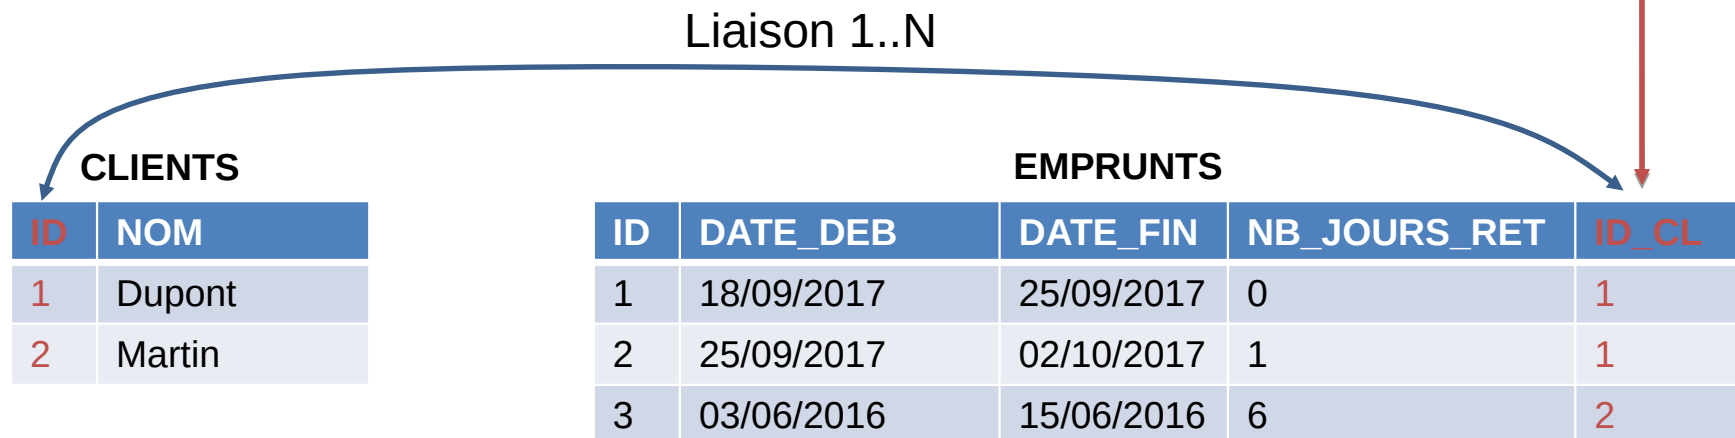 Liaison 1..N
CLIENTS
ID NOM
1 Dupont
2 Martin
EMPRUNTS
ID DATE_DEB DATE_FIN NB_JOURS_RET ID_CL
1 18/09/2017 25/09/2017 0 1
2 25/09/2017 02/10/2017 1 1
3 03/06/2016 15/06/2016 6 2